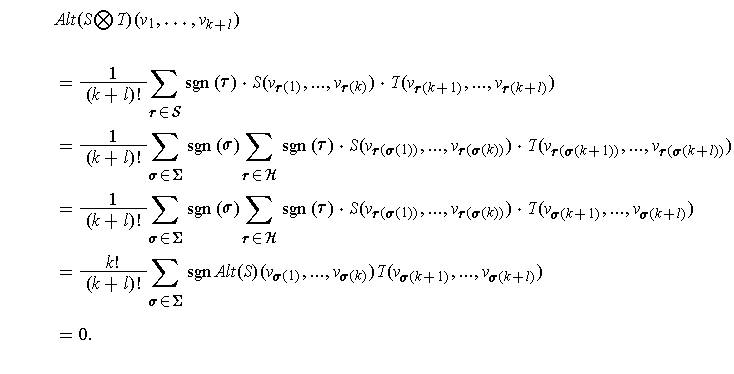 Alt(S⨂T)(v₁, . . . , vₖ₊ₗ)
= \frac{1}{(k + l)!} \sum_{τ ∈ 𝒮} sgn (τ) · S(v_{τ(1)}, ..., v_{τ(k)}) · T(v_{τ(k+1)}, ..., v_{τ(k+l)})
= \frac{1}{(k + l)!} \sum_{σ ∈ Σ} sgn (σ) \sum_{τ ∈ ℋ} sgn (τ) · S(v_{τ(σ(1))}, ..., v_{τ(σ(k))}) · T(v_{τ(σ(k+1))}, ..., v_{τ(σ(k+l))})
= \frac{1}{(k + l)!} \sum_{σ ∈ Σ} sgn (σ) \sum_{τ ∈ ℋ} sgn (τ) · S(v_{τ(σ(1))}, ..., v_{τ(σ(k))}) · T(v_{σ(k+1)}, ..., v_{σ(k+l)})
= \frac{k!}{(k + l)!} \sum_{σ ∈ Σ} sgn Alt(S)(v_{σ(1)}, ..., v_{σ(k)}) T(v_{σ(k+1)}, ..., v_{σ(k+l)})
= 0.